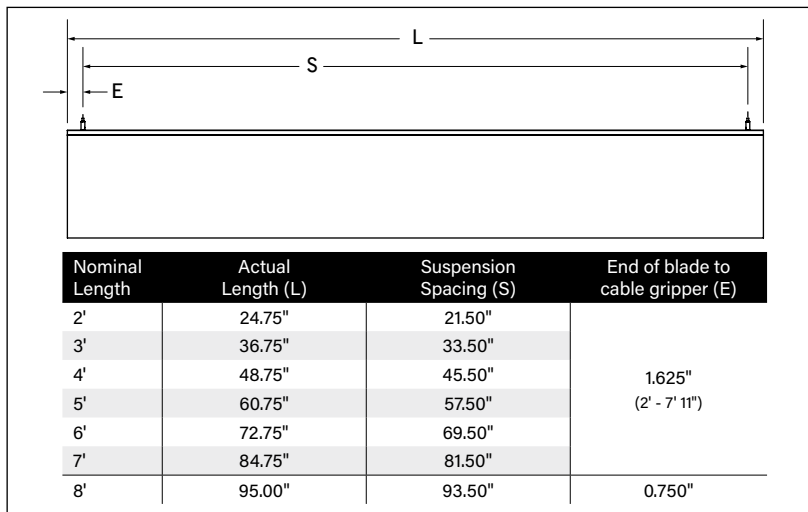 L
S
E
Nominal Length Actual Length (L) Suspension Spacing (S) End of blade to cable gripper (E)
2' 24.75" 21.50"
3' 36.75" 33.50"
4' 48.75" 45.50"
5' 60.75" 57.50"
6' 72.75" 69.50"
7' 84.75" 81.50"
1.625"
(2' - 7' 11")
8' 95.00" 93.50" 0.750"